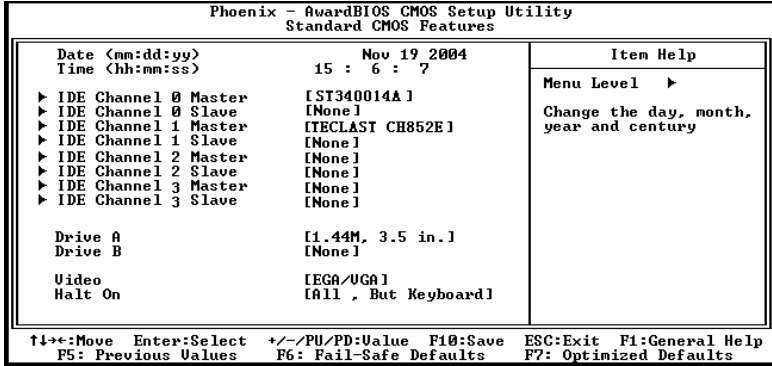 Phoenix - AwardBIOS CMOS Setup Utility
Standard CMOS Features
Date (mm:dd:yy) Nov 19 2004
Time (hh:mm:ss) 15 : 6 : 7
▶ IDE Channel 0 Master [ST340014A]
▶ IDE Channel 0 Slave [None]
▶ IDE Channel 1 Master [TECLAST CH852E]
▶ IDE Channel 1 Slave [None]
▶ IDE Channel 2 Master [None]
▶ IDE Channel 2 Slave [None]
▶ IDE Channel 3 Master [None]
▶ IDE Channel 3 Slave [None]
Drive A [1.44M, 3.5 in.]
Drive B [None]
Video [EGA/VGA]
Halt On [All , But Keyboard]
Item Help
Menu Level ▶
Change the day, month,
year and century
↑↓→←:Move Enter:Select +/-/PU/PD:Value F10:Save ESC:Exit F1:General Help
F5: Previous Values F6: Fail-Safe Defaults F7: Optimized Defaults